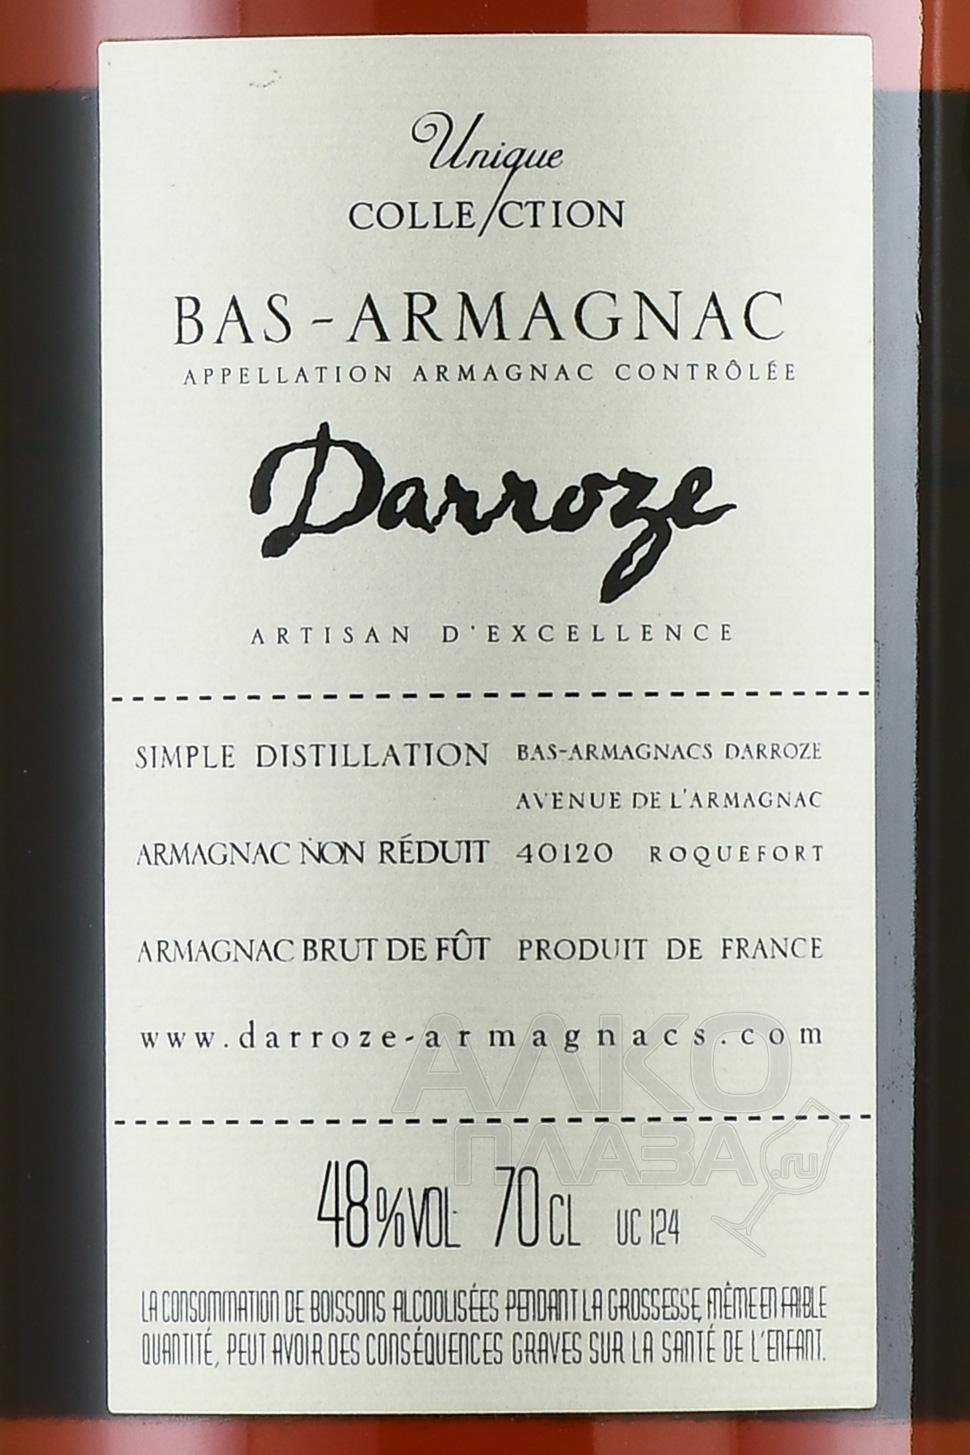 Unique
COLLECTION
BAS-ARMAGNAC
APPELLATION ARMAGNAC CONTRÔLÉE
Darroze
ARTISAN D'EXCELLENCE
SIMPLE DISTILLATION
ARMAGNAC NON RÉDUIT
ARMAGNAC BRUT DE FÛT
BAS-ARMAGNACS DARROZE
AVENUE DE L'ARMAGNAC
40120 ROQUEFORT
PRODUIT DE FRANCE
www.darroze-armagnacs.com
48%VOL 70CL UC 124
LA CONSOMMATION DE BOISSONS ALCOOLISÉES PENDANT LA GROSSESSE, MÊME EN FAIBLE
QUANTITÉ, PEUT AVOIR DES CONSÉQUENCES GRAVES SUR LA SANTÉ DE L'ENFANT.
АЛКО
ПЛАЗА.ru